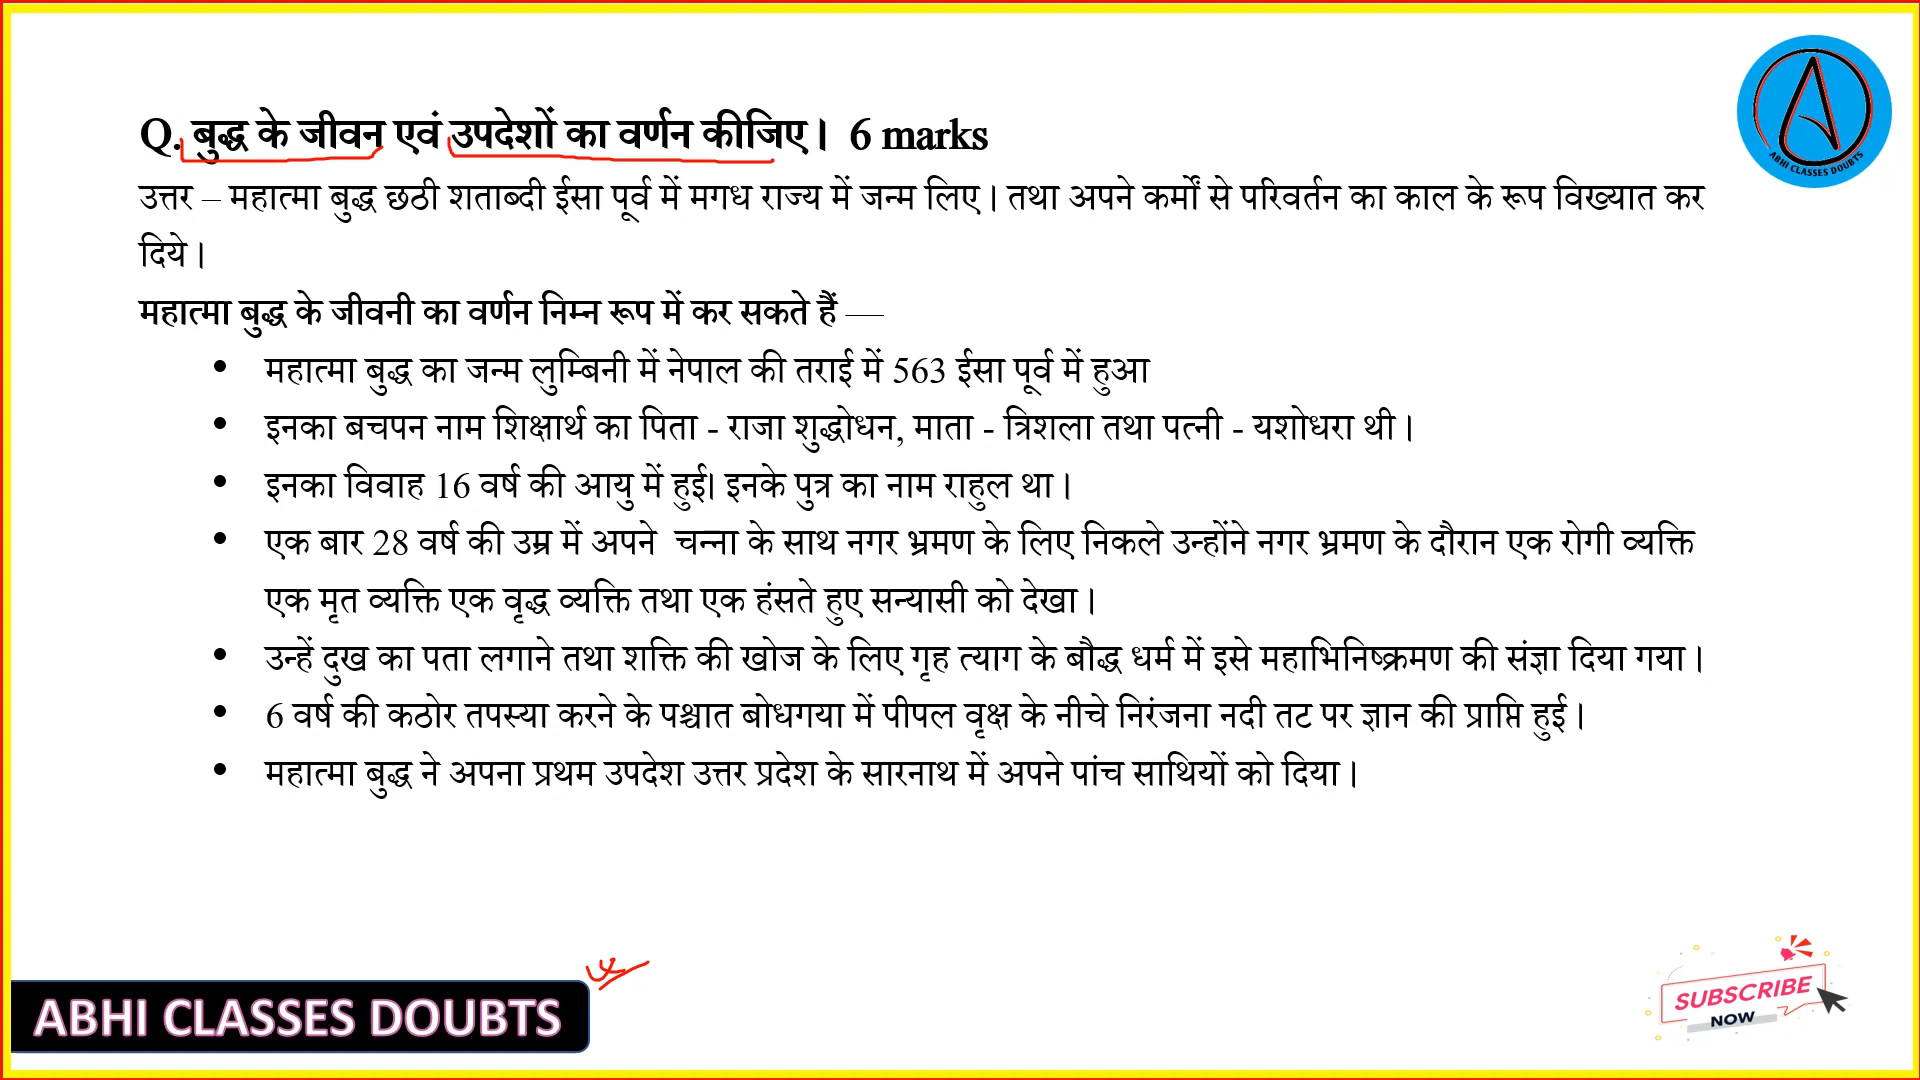 Q. बुद्ध के जीवन एवं उपदेशों का वर्णन कीजिए। 6 marks
उत्तर – महात्मा बुद्ध छठी शताब्दी ईसा पूर्व में मगध राज्य में जन्म लिए। तथा अपने कर्मों से परिवर्तन का काल के रूप विख्यात कर
दिये।
महात्मा बुद्ध के जीवनी का वर्णन निम्न रूप में कर सकते हैं —
• महात्मा बुद्ध का जन्म लुम्बिनी में नेपाल की तराई में 563 ईसा पूर्व में हुआ
• इनका बचपन नाम शिक्षार्थ का पिता - राजा शुद्धोधन, माता - त्रिशला तथा पत्नी - यशोधरा थी।
• इनका विवाह 16 वर्ष की आयु में हुई। इनके पुत्र का नाम राहुल था।
• एक बार 28 वर्ष की उम्र में अपने चन्ना के साथ नगर भ्रमण के लिए निकले उन्होंने नगर भ्रमण के दौरान एक रोगी व्यक्ति
एक मृत व्यक्ति एक वृद्ध व्यक्ति तथा एक हंसते हुए सन्यासी को देखा।
• उन्हें दुख का पता लगाने तथा शक्ति की खोज के लिए गृह त्याग के बौद्ध धर्म में इसे महाभिनिष्क्रमण की संज्ञा दिया गया।
• 6 वर्ष की कठोर तपस्या करने के पश्चात बोधगया में पीपल वृक्ष के नीचे निरंजना नदी तट पर ज्ञान की प्राप्ति हुई।
• महात्मा बुद्ध ने अपना प्रथम उपदेश उत्तर प्रदेश के सारनाथ में अपने पांच साथियों को दिया।
ABHI CLASSES DOUBTS
ABHI CLASSES DOUBTS
SUBSCRIBE
NOW